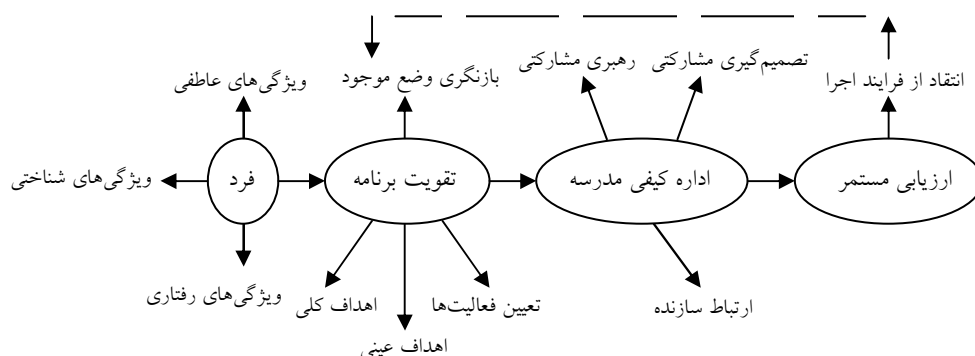 تصمیم‌گیری مشارکتی
رهبری مشارکتی
انتقاد از فرایند اجرا
بازنگری وضع موجود
ویژگی‌های عاطفی
ارزیابی مستمر
اداره کیفی مدرسه
تقویت برنامه
فرد
ویژگی‌های شناختی
ارتباط سازنده
تعیین فعالیت‌ها
اهداف کلی
ویژگی‌های رفتاری
اهداف عینی